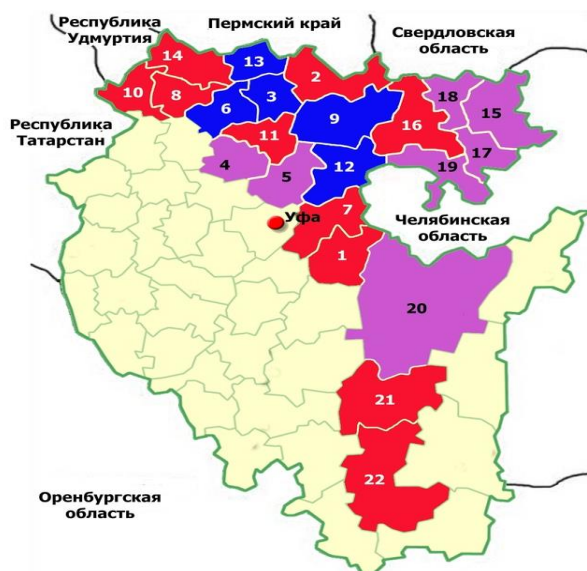 Республика
Удмуртия
Пермский край
Свердловская
область
14
13
2
10
8
6
3
9
18
15
16
11
17
Республика
Татарстан
4
5
12
19
7
Уфа
Челябинская
область
1
20
21
22
Оренбургская
область